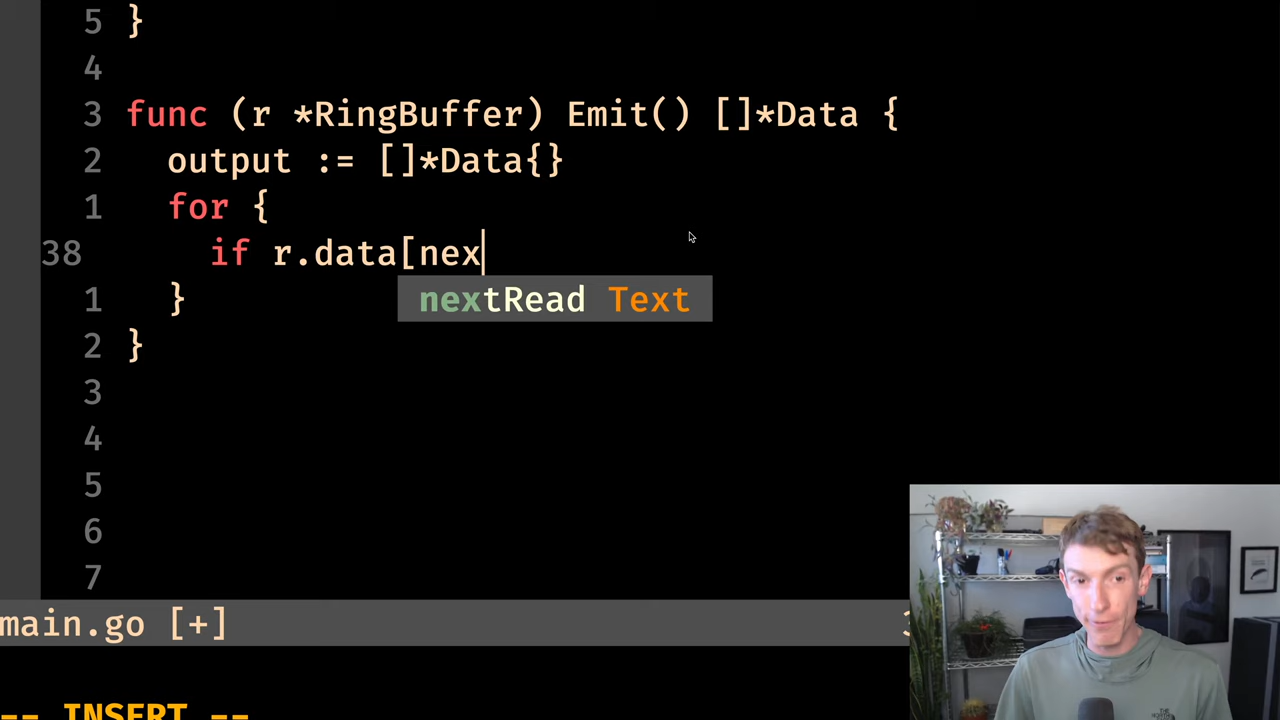 5 }
4
3 func (r *RingBuffer) Emit() []*Data {
2 output := []*Data{}
1 for {
38 if r.data[nex
nextRead Text
1 }
2 }
3
4
5
6
7
main.go [+]
-- INSERT --